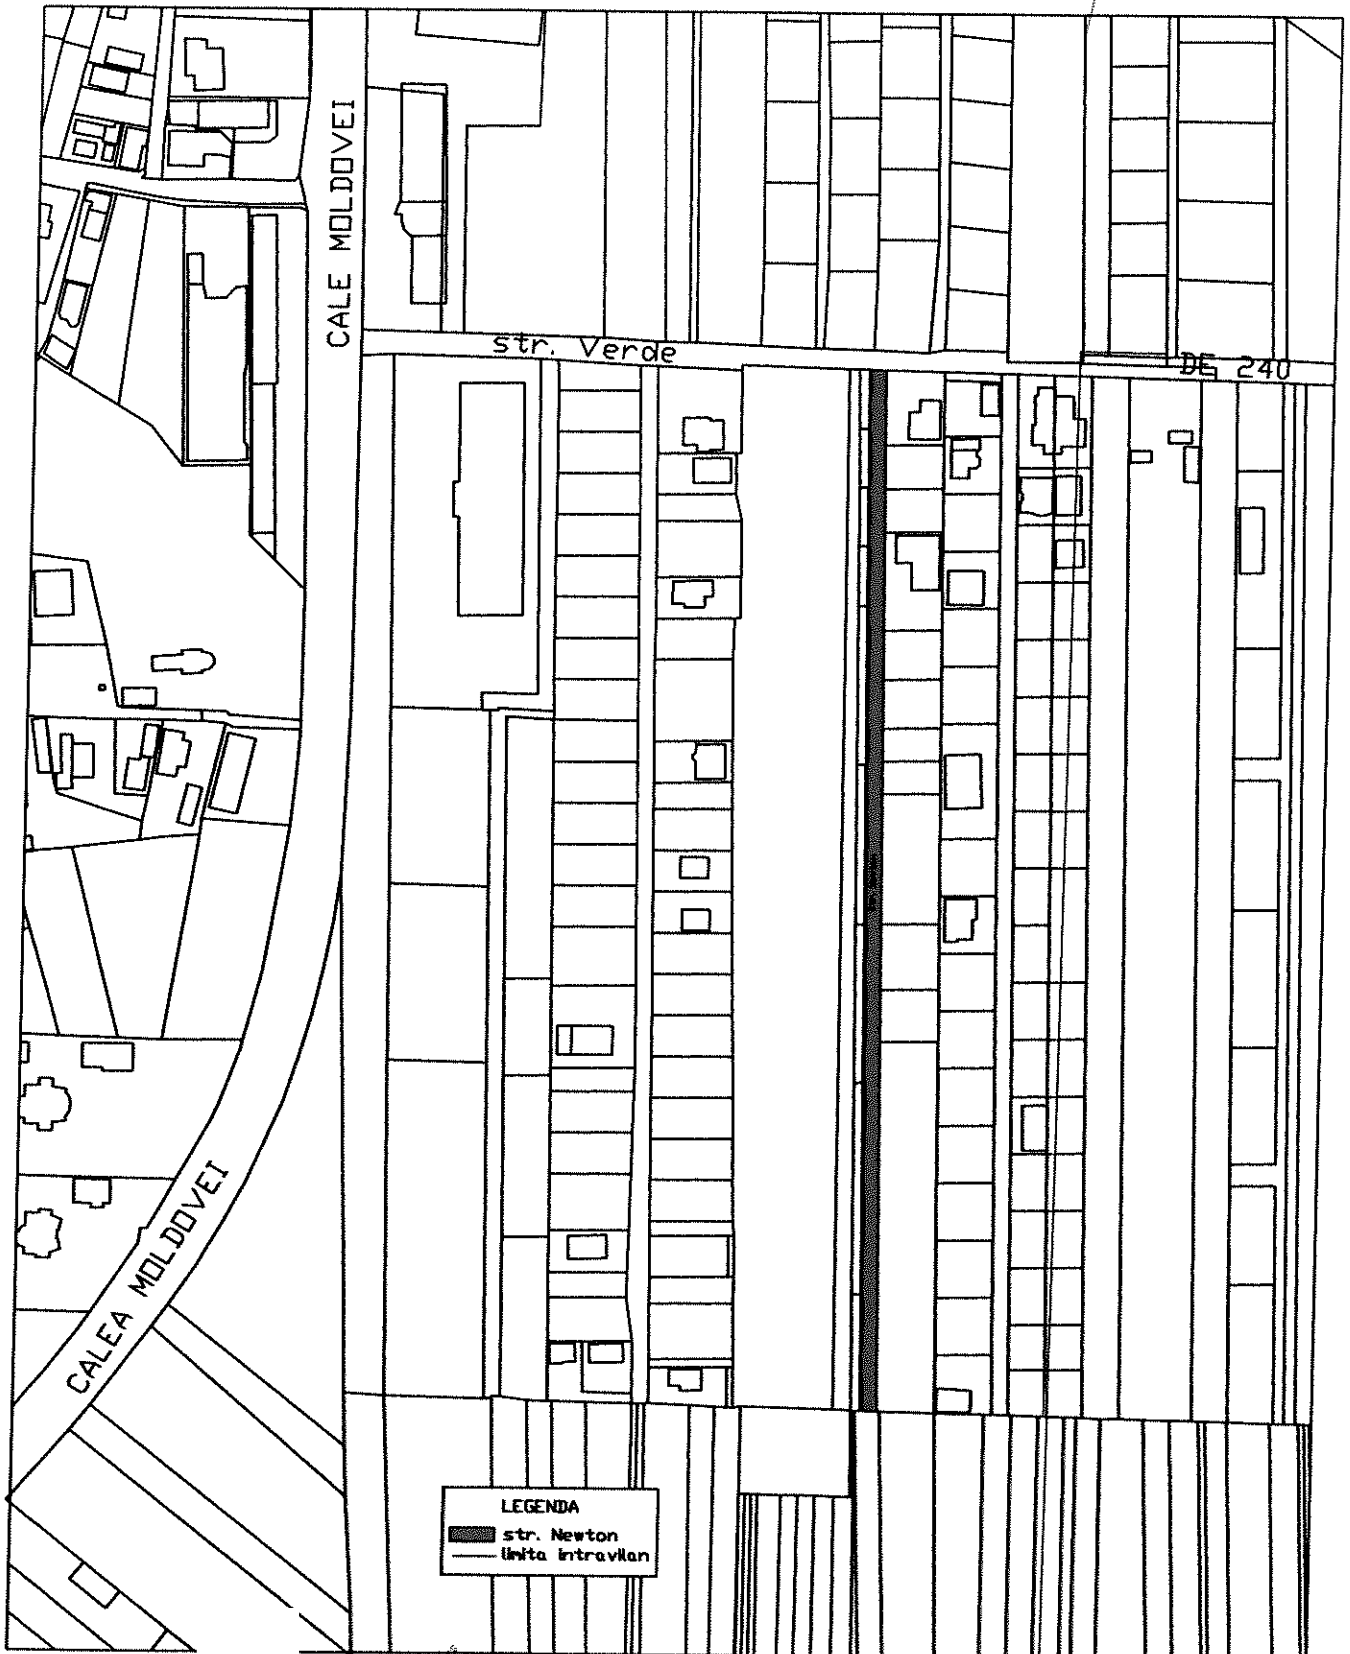 CALE MOLDOVEI
str. Verde
DE 240
CALEA MOLDOVEI
LEGENDA
str. Newton
limita intravilan